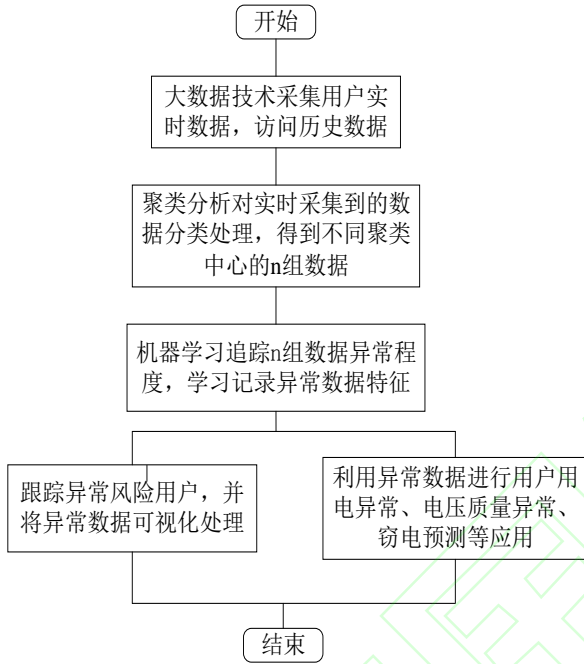 开始
大数据技术采集用户实
时数据，访问历史数据
聚类分析对实时采集到的数
据分类处理，得到不同聚类
中心的n组数据
机器学习追踪n组数据异常程
度，学习记录异常数据特征
跟踪异常风险用户，并
将异常数据可视化处理
利用异常数据进行用户用
电异常、电压质量异常、
窃电预测等应用
结束